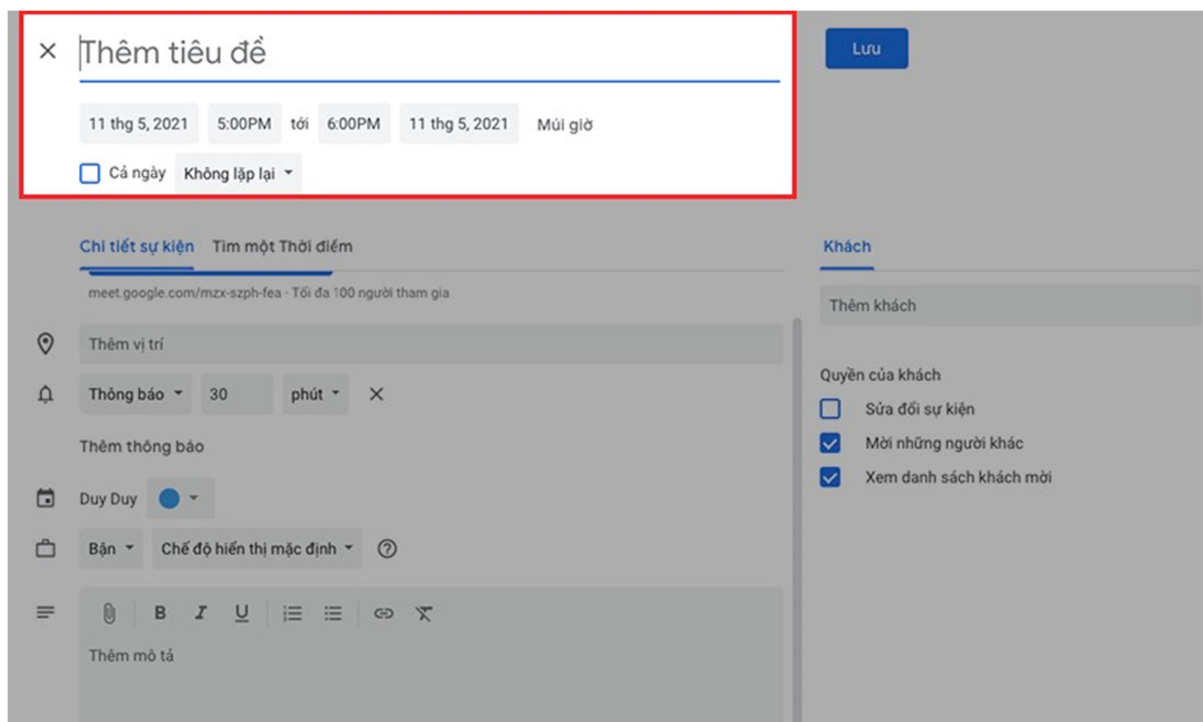 Thêm tiêu đề
Lưu
11 thg 5, 2021 5:00PM tới 6:00PM 11 thg 5, 2021 Múi giờ
Cả ngày Không lặp lại
Chi tiết sự kiện Tìm một Thời điểm
meet.google.com/mzx-szph-fea · Tối đa 100 người tham gia
Thêm vị trí
Thông báo 30 phút
Thêm thông báo
Duy Duy
Bận Chế độ hiển thị mặc định
B I U
Thêm mô tả
Khách
Thêm khách
Quyền của khách
Sửa đổi sự kiện
Mời những người khác
Xem danh sách khách mời